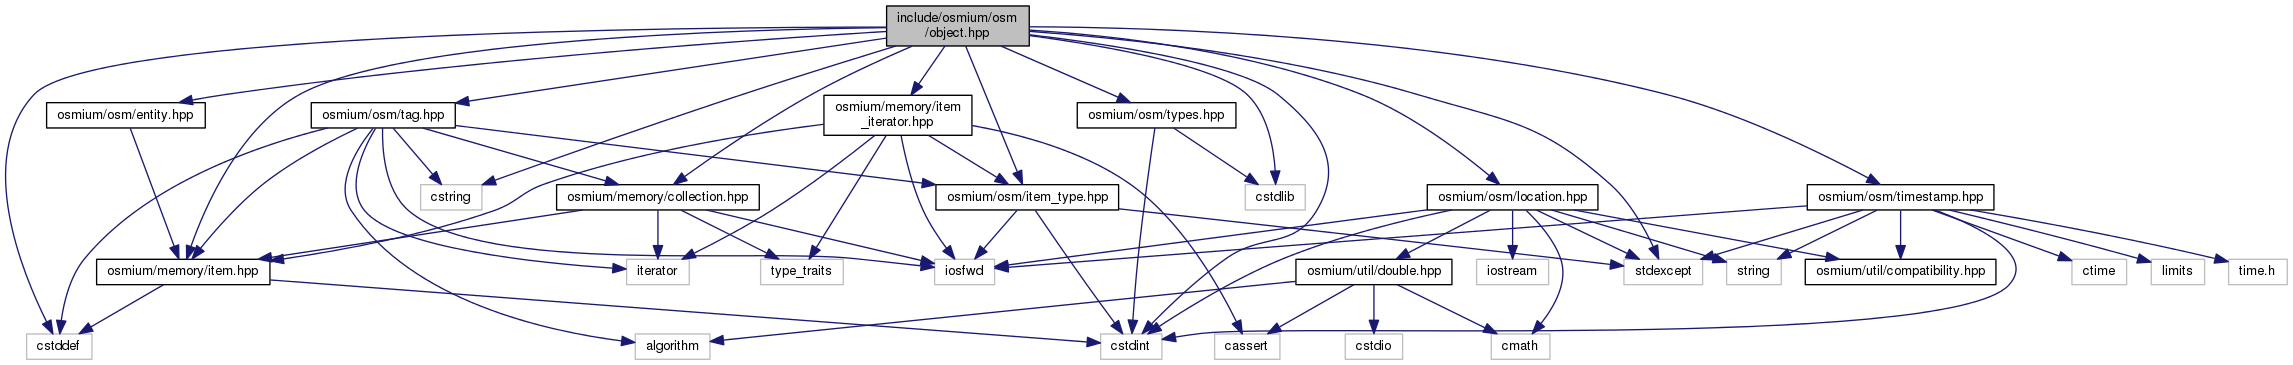 include/osmium/osm
/object.hpp
osmium/osm/entity.hpp
osmium/osm/tag.hpp
osmium/memory/item
_iterator.hpp
osmium/osm/types.hpp
cstring
osmium/memory/collection.hpp
osmium/osm/item_type.hpp
cstdlib
osmium/osm/location.hpp
osmium/osm/timestamp.hpp
osmium/memory/item.hpp
iterator
type_traits
iosfwd
osmium/util/double.hpp
iostream
stdexcept
string
osmium/util/compatibility.hpp
ctime
limits
time.h
cstddef
algorithm
cstdint
cassert
cstdio
cmath